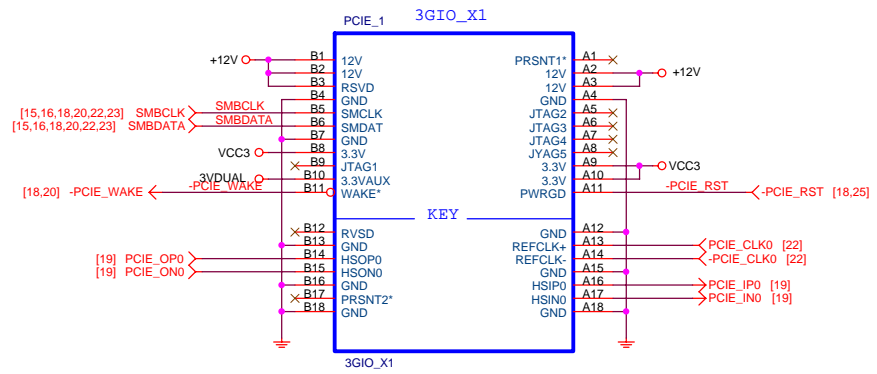 PCIE_1 3GIO_X1
+12V B1 12V PRSNT1* A1
B2 12V 12V A2 +12V
B3 RSVD 12V A3
B4 GND GND A4
[15,16,18,20,22,23] SMBCLK SMBCLK B5 SMCLK JTAG2 A5
[15,16,18,20,22,23] SMBDATA SMBDATA B6 SMDAT JTAG3 A6
B7 GND JTAG4 A7
VCC3 B8 3.3V JYAG5 A8
B9 JTAG1 3.3V A9 VCC3
3VDUAL B10 3.3VAUX 3.3V A10
[18,20] -PCIE_WAKE -PCIE_WAKE B11 WAKE* PWRGD A11 -PCIE_RST -PCIE_RST [18,25]
KEY
B12 RVSD GND A12
B13 GND REFCLK+ A13 PCIE_CLK0 [22]
[19] PCIE_OP0 B14 HSOP0 REFCLK- A14 -PCIE_CLK0 [22]
[19] PCIE_ON0 B15 HSON0 GND A15
B16 GND HSIP0 A16 PCIE_IP0 [19]
B17 PRSNT2* HSIN0 A17 PCIE_IN0 [19]
B18 GND GND A18
3GIO_X1